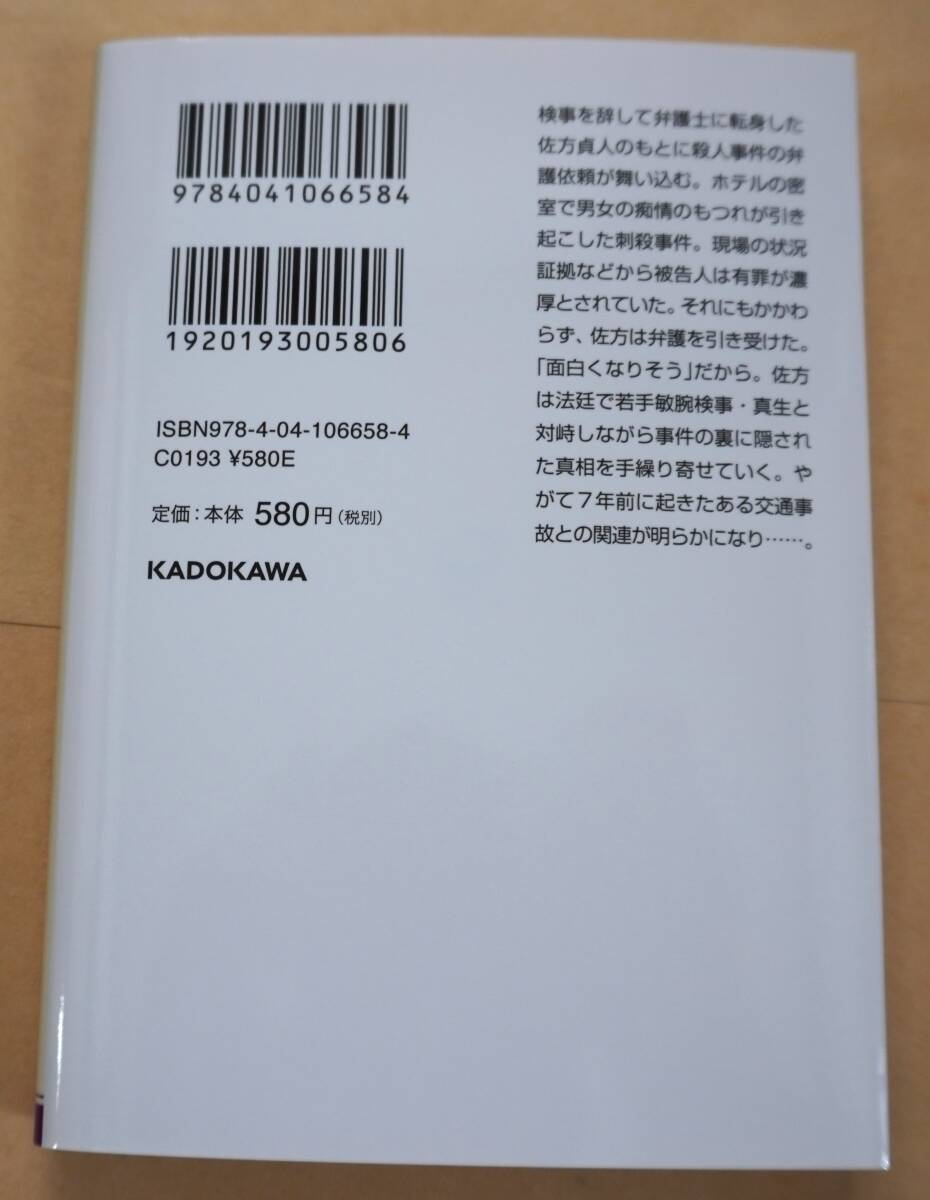 9784041066584
1920193005806
ISBN978-4-04-106658-4
C0193 ¥580E
定価：本体 580円（税別）
KADOKAWA
検事を辞して弁護士に転身した
佐方貞人のもとに殺人事件の弁
護依頼が舞い込む。ホテルの密
室で男女の痴情のもつれが引き
起こした刺殺事件。現場の状況
証拠などから被告人は有罪が濃
厚とされていた。それにもかかわ
らず、佐方は弁護を引き受けた。
「面白くなりそう」だから。佐方
は法廷で若手敏腕検事・真生と
対峙しながら事件の裏に隠され
た真相を手繰り寄せていく。や
がて７年前に起きたある交通事
故との関連が明らかになり……。